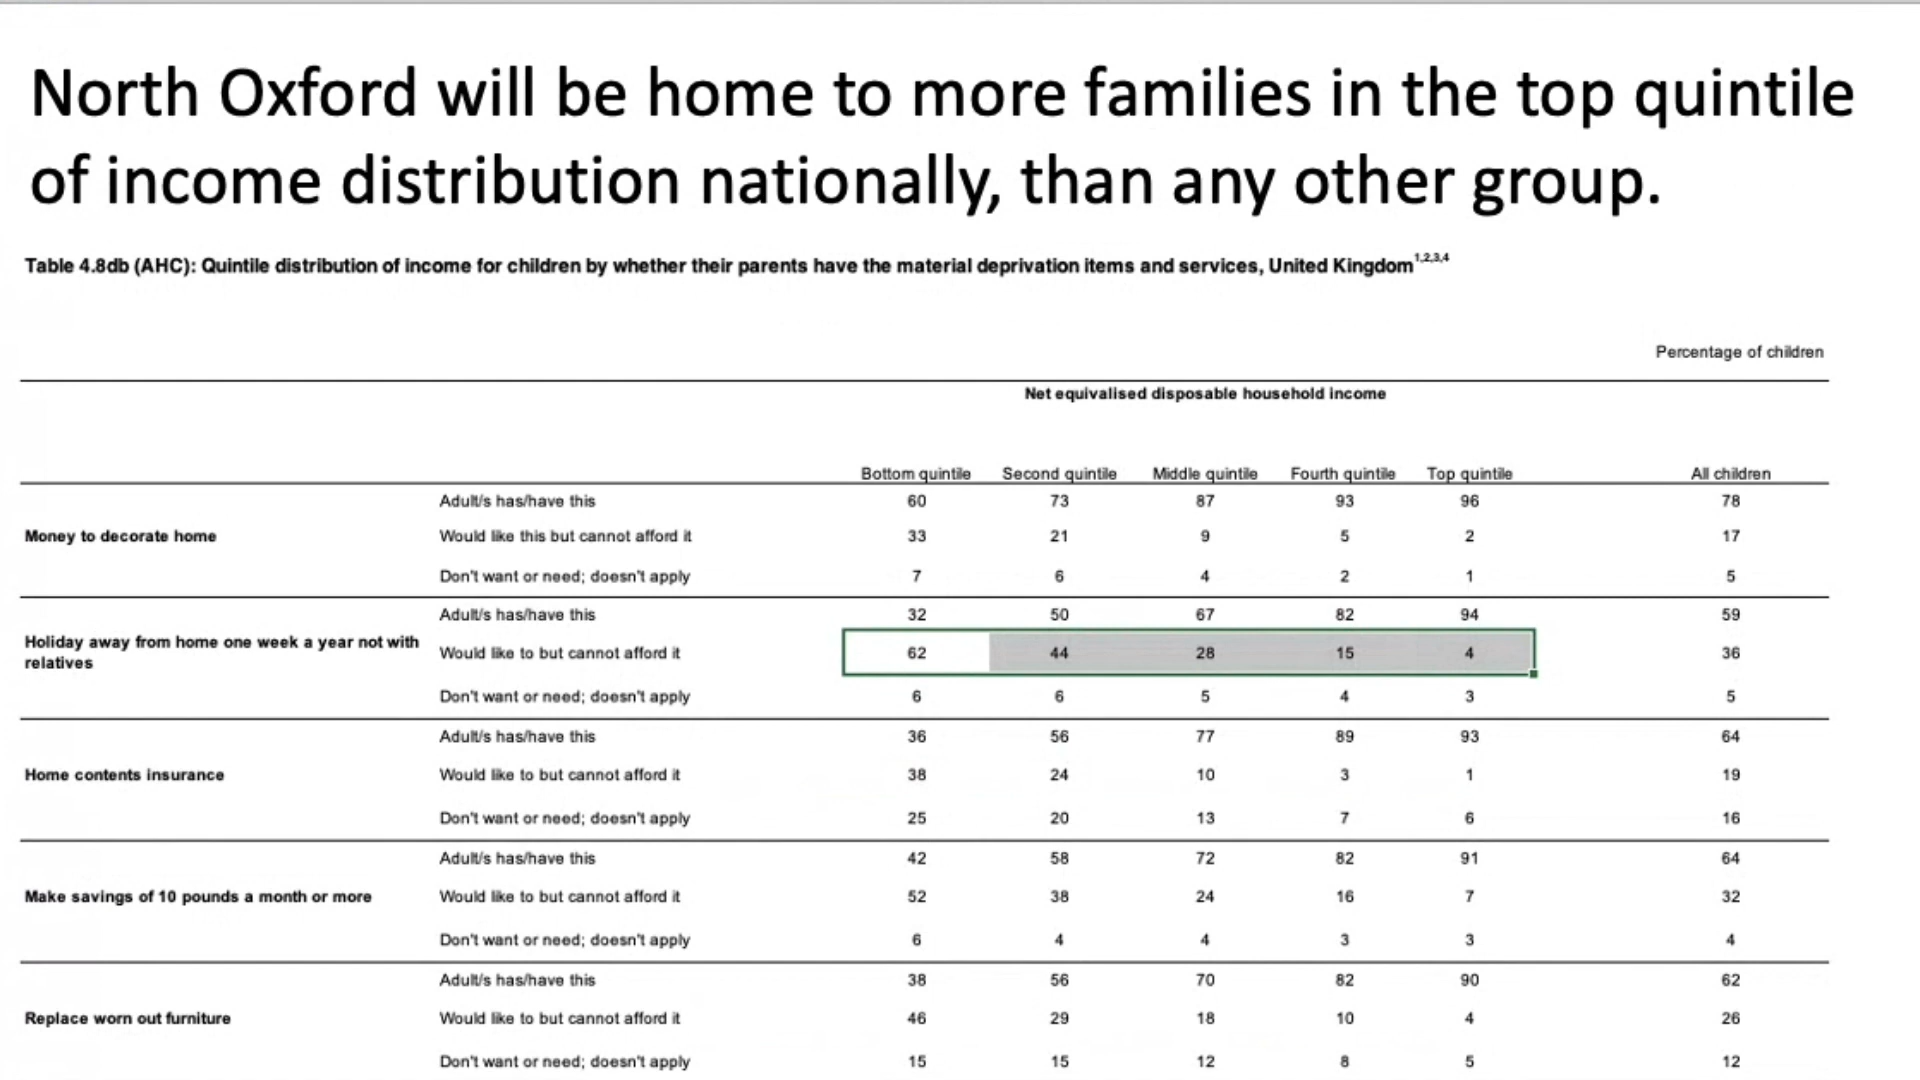 North Oxford will be home to more families in the top quintile
of income distribution nationally, than any other group.
Table 4.8db (AHC): Quintile distribution of income for children by whether their parents have the material deprivation items and services, United Kingdom1,2,3,4
Percentage of children
Net equivalised disposable household income
Bottom quintile Second quintile Middle quintile Fourth quintile Top quintile All children
Adult/s has/have this 60 73 87 93 96 78
Money to decorate home Would like this but cannot afford it 33 21 9 5 2 17
Don't want or need; doesn't apply 7 6 4 2 1 5
Adult/s has/have this 32 50 67 82 94 59
Holiday away from home one week a year not with
relatives Would like to but cannot afford it 62 44 28 15 4 36
Don't want or need; doesn't apply 6 6 5 4 3 5
Adult/s has/have this 36 56 77 89 93 64
Home contents insurance Would like to but cannot afford it 38 24 10 3 1 19
Don't want or need; doesn't apply 25 20 13 7 6 16
Adult/s has/have this 42 58 72 82 91 64
Make savings of 10 pounds a month or more Would like to but cannot afford it 52 38 24 16 7 32
Don't want or need; doesn't apply 6 4 4 3 3 4
Adult/s has/have this 38 56 70 82 90 62
Replace worn out furniture Would like to but cannot afford it 46 29 18 10 4 26
Don't want or need; doesn't apply 15 15 12 8 5 12